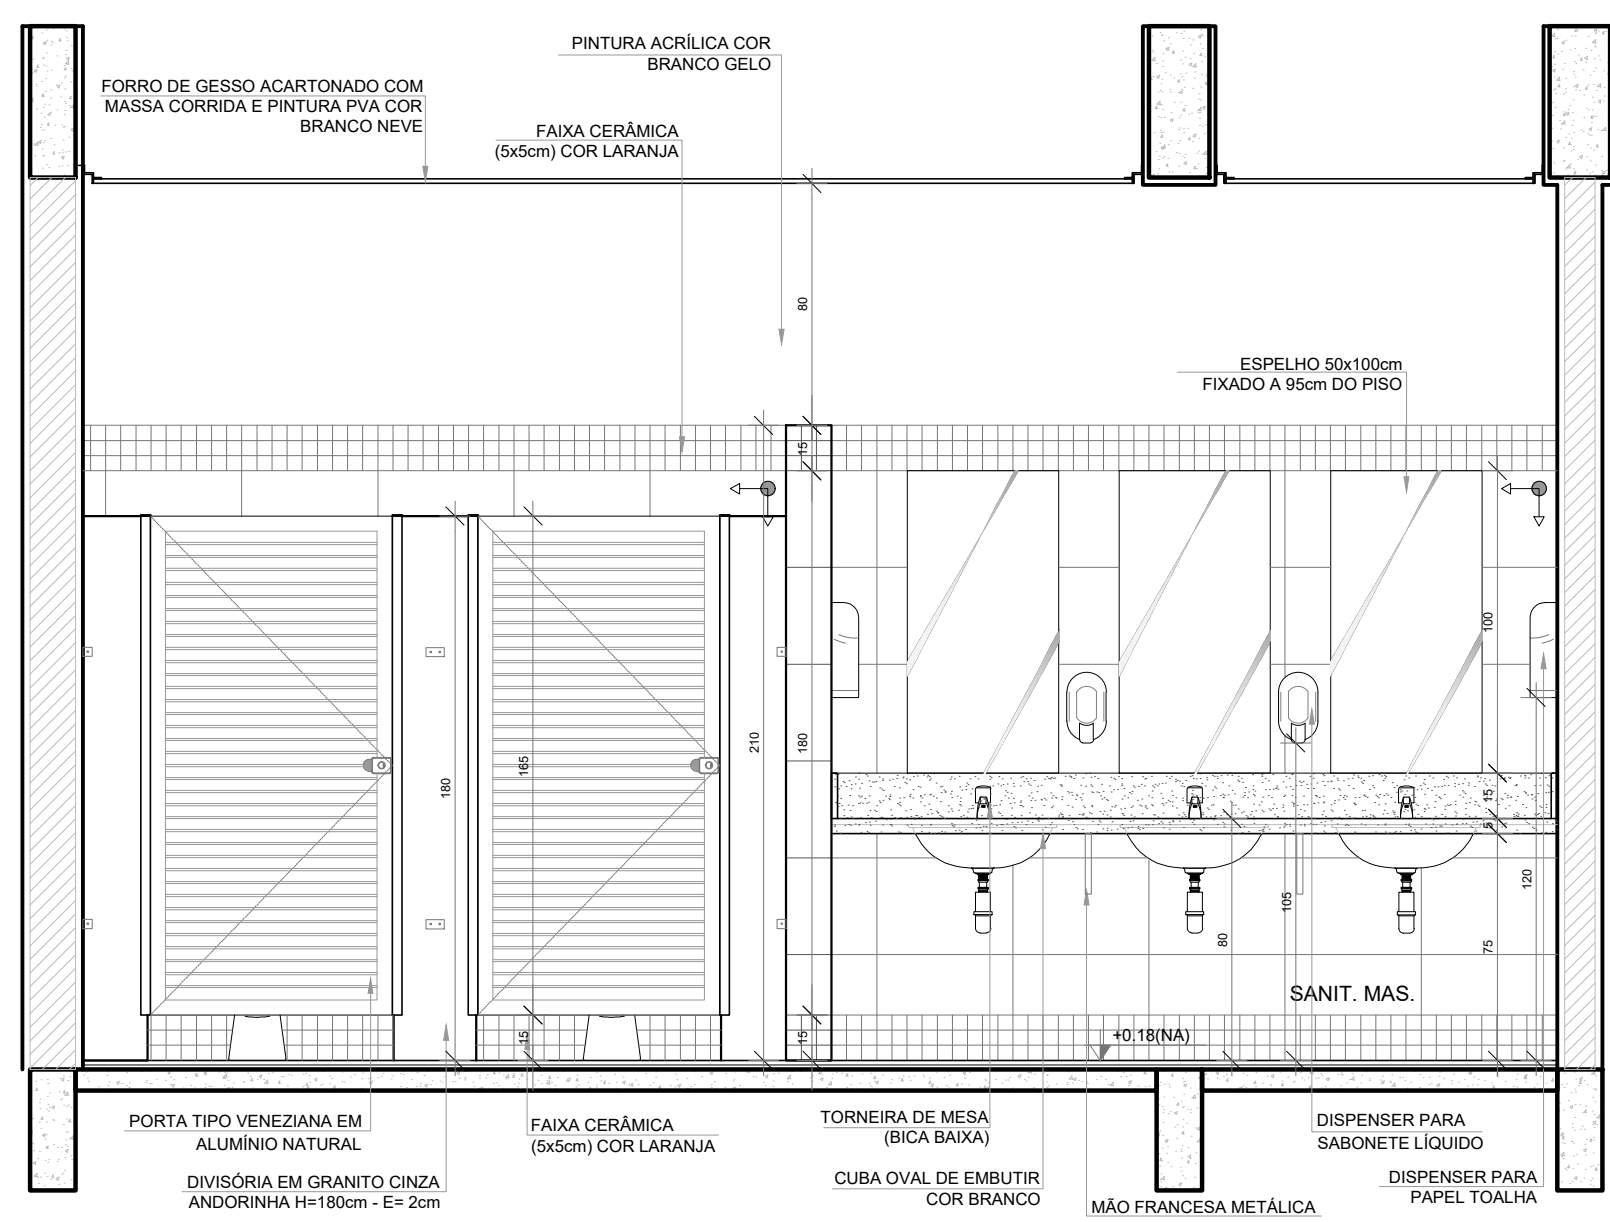 PINTURA ACRÍLICA COR
BRANCO GELO
FORRO DE GESSO ACARTONADO COM
MASSA CORRIDA E PINTURA PVA COR
BRANCO NEVE
FAIXA CERÂMICA
(5x5cm) COR LARANJA
80
ESPELHO 50x100cm
FIXADO A 95cm DO PISO
15
100
210
180
165
180
15
5
120
105
80
75
SANIT. MAS.
15
15
+0.18(NA)
PORTA TIPO VENEZIANA EM
ALUMÍNIO NATURAL
FAIXA CERÂMICA
(5x5cm) COR LARANJA
TORNEIRA DE MESA
(BICA BAIXA)
DISPENSER PARA
SABONETE LÍQUIDO
DIVISÓRIA EM GRANITO CINZA
ANDORINHA H=180cm - E= 2cm
CUBA OVAL DE EMBUTIR
COR BRANCO
MÃO FRANCESA METÁLICA
DISPENSER PARA
PAPEL TOALHA